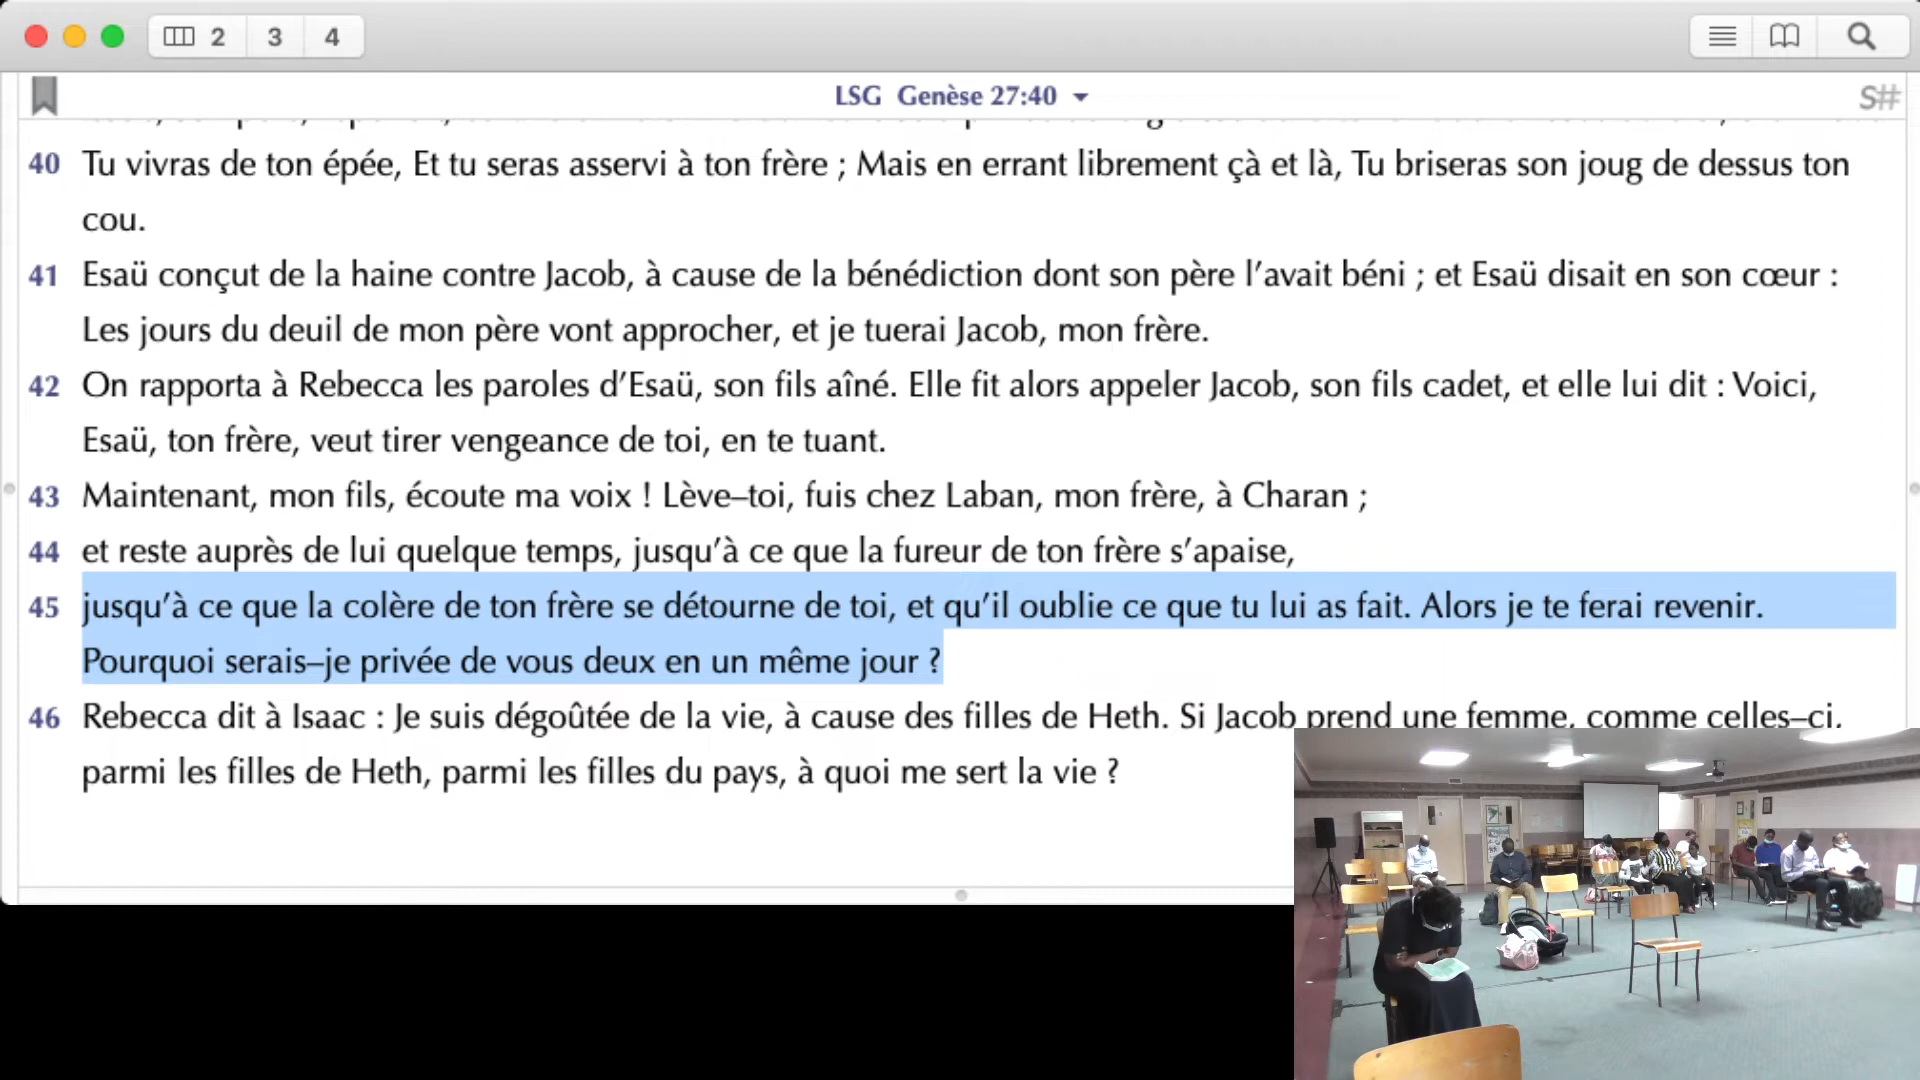 2 3 4
LSG Genèse 27:40
S#
40 Tu vivras de ton épée, Et tu seras asservi à ton frère ; Mais en errant librement çà et là, Tu briseras son joug de dessus ton
cou.
41 Esaü conçut de la haine contre Jacob, à cause de la bénédiction dont son père l’avait béni ; et Esaü disait en son cœur :
Les jours du deuil de mon père vont approcher, et je tuerai Jacob, mon frère.
42 On rapporta à Rebecca les paroles d’Esaü, son fils aîné. Elle fit alors appeler Jacob, son fils cadet, et elle lui dit : Voici,
Esaü, ton frère, veut tirer vengeance de toi, en te tuant.
43 Maintenant, mon fils, écoute ma voix ! Lève–toi, fuis chez Laban, mon frère, à Charan ;
44 et reste auprès de lui quelque temps, jusqu’à ce que la fureur de ton frère s’apaise,
45 jusqu’à ce que la colère de ton frère se détourne de toi, et qu’il oublie ce que tu lui as fait. Alors je te ferai revenir.
Pourquoi serais–je privée de vous deux en un même jour ?
46 Rebecca dit à Isaac : Je suis dégoûtée de la vie, à cause des filles de Heth. Si Jacob prend une femme, comme celles–ci,
parmi les filles de Heth, parmi les filles du pays, à quoi me sert la vie ?